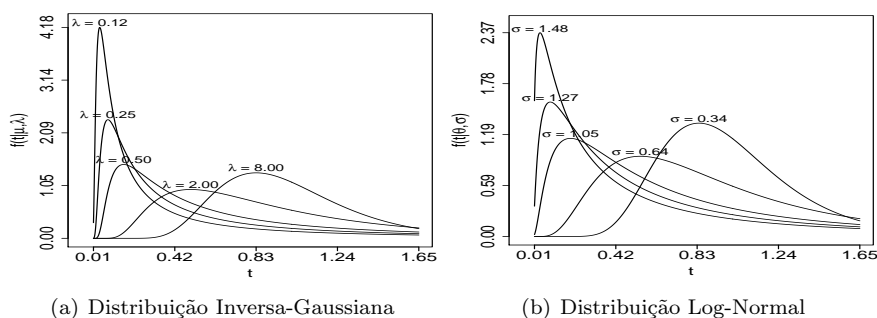 f(t|μ,λ)
4.18
3.14
2.09
1.05
0.00
λ = 0.12
λ = 0.25
λ = 0.50
λ = 2.00
λ = 8.00
0.01 0.42 0.83 1.24 1.65
t
(a) Distribuição Inversa-Gaussiana
f(t|θ,σ)
2.37
1.78
1.19
0.59
0.00
σ = 1.48
σ = 1.27
σ = 1.05
σ = 0.64
σ = 0.34
0.01 0.42 0.83 1.24 1.65
t
(b) Distribuição Log-Normal